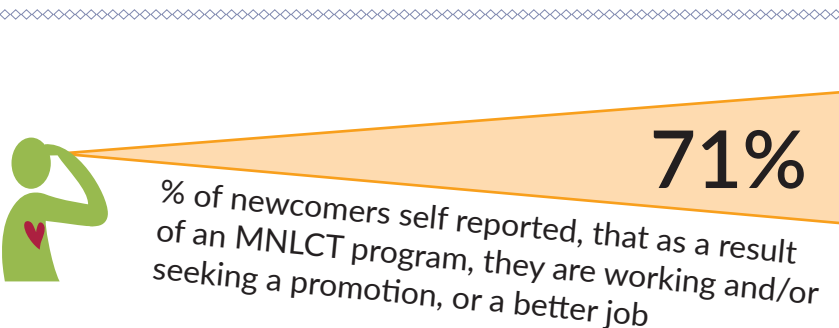 71%
% of newcomers self reported, that as a result
of an MNLCT program, they are working and/or
seeking a promotion, or a better job